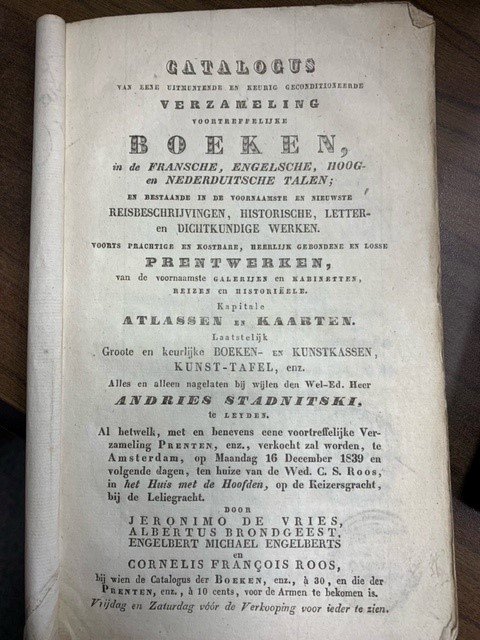 CATALOGUS
VAN EENE UITMUNTENDE EN KEURIG GECONDITIONEERDE
VERZAMELING
VOORTREFFELIJKE
BOEKEN,
in de FRANSCHE, ENGELSCHE, HOOG-
en NEDERDUITSCHE TALEN;
EN BESTAANDE IN DE VOORNAAMSTE EN NIEUWSTE
REISBESCHRIJVINGEN, HISTORISCHE, LETTER-
en DICHTKUNDIGE WERKEN.
VOORTS PRACHTIGE EN KOSTBARE, HEERLIJK GEBONDENE EN LOSSE
PRENTWERKEN,
van de voornaamste GALERIJEN en KABINETTEN,
REIZEN en HISTORIËELE.
Kapitale
ATLASSEN EN KAARTEN.
Laatstelijk
Groote en keurlijke BOEKEN- EN KUNSTKASSEN,
KUNST-TAFEL, enz.
Alles en alleen nagelaten bij wijlen den Wel-Ed. Heer
ANDRIES STADNITSKI,
te LEYDEN.
Al hetwelk, met en benevens eene voortreffelijke Ver-
zameling PRENTEN, enz., verkocht zal worden, te
Amsterdam, op Maandag 16 December 1839 en
volgende dagen, ten huize van de Wed. C. S. Roos,
in het Huis met de Hoofden, op de Keizersgracht,
bij de Leliegracht.
DOOR
JERONIMO DE VRIES,
ALBERTUS BRONDGEEST,
ENGELBERT MICHAEL ENGELBERTS
en
CORNELIS FRANÇOIS ROOS,
bij wien de Catalogus der BOEKEN, enz., à 30, en die der
PRENTEN, enz., à 10 cents, voor de Armen te bekomen is.
Vrijdag en Zaturdag vóór de Verkooping voor ieder te zien.